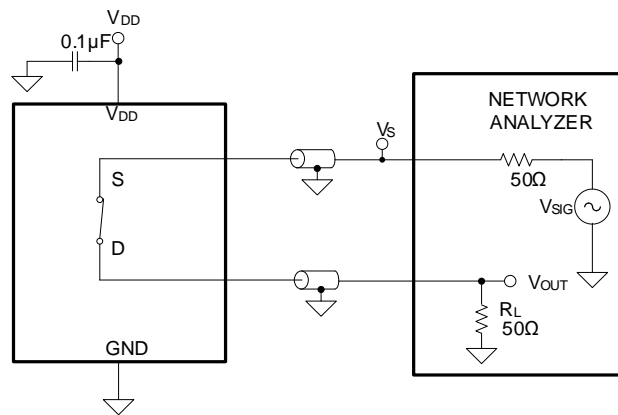 VDD
0.1µF
VDD
S
D
GND
VS
NETWORK
ANALYZER
50Ω
VSIG
VOUT
RL
50Ω